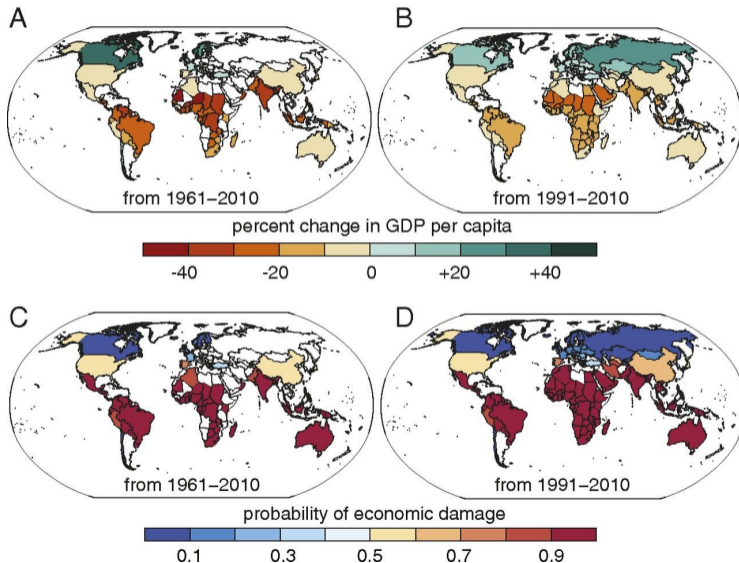 A
B
from 1961–2010
from 1991–2010
percent change in GDP per capita
-40 -20 0 +20 +40
C
D
from 1961–2010
from 1991–2010
probability of economic damage
0.1 0.3 0.5 0.7 0.9